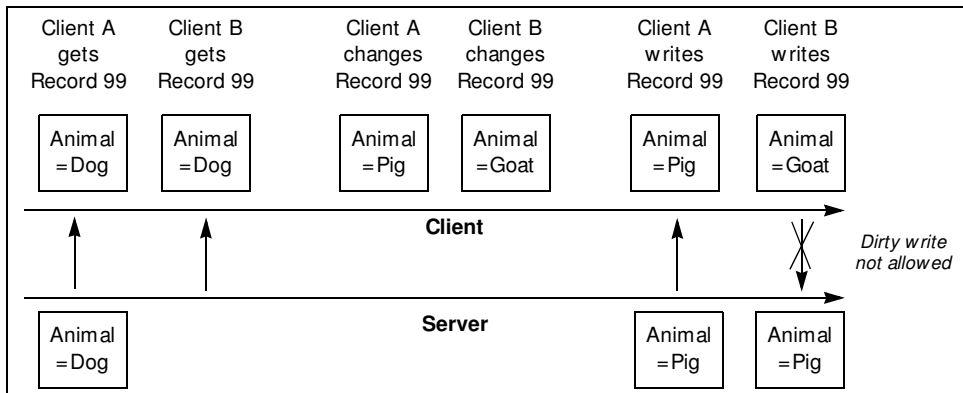 Client A
gets
Record 99
Client B
gets
Record 99
Client A
changes
Record 99
Client B
changes
Record 99
Client A
writes
Record 99
Client B
writes
Record 99
Animal
=Dog
Animal
=Dog
Animal
=Pig
Animal
=Goat
Animal
=Pig
Animal
=Goat
Client
Dirty write
not allowed
Server
Animal
=Dog
Animal
=Pig
Animal
=Pig